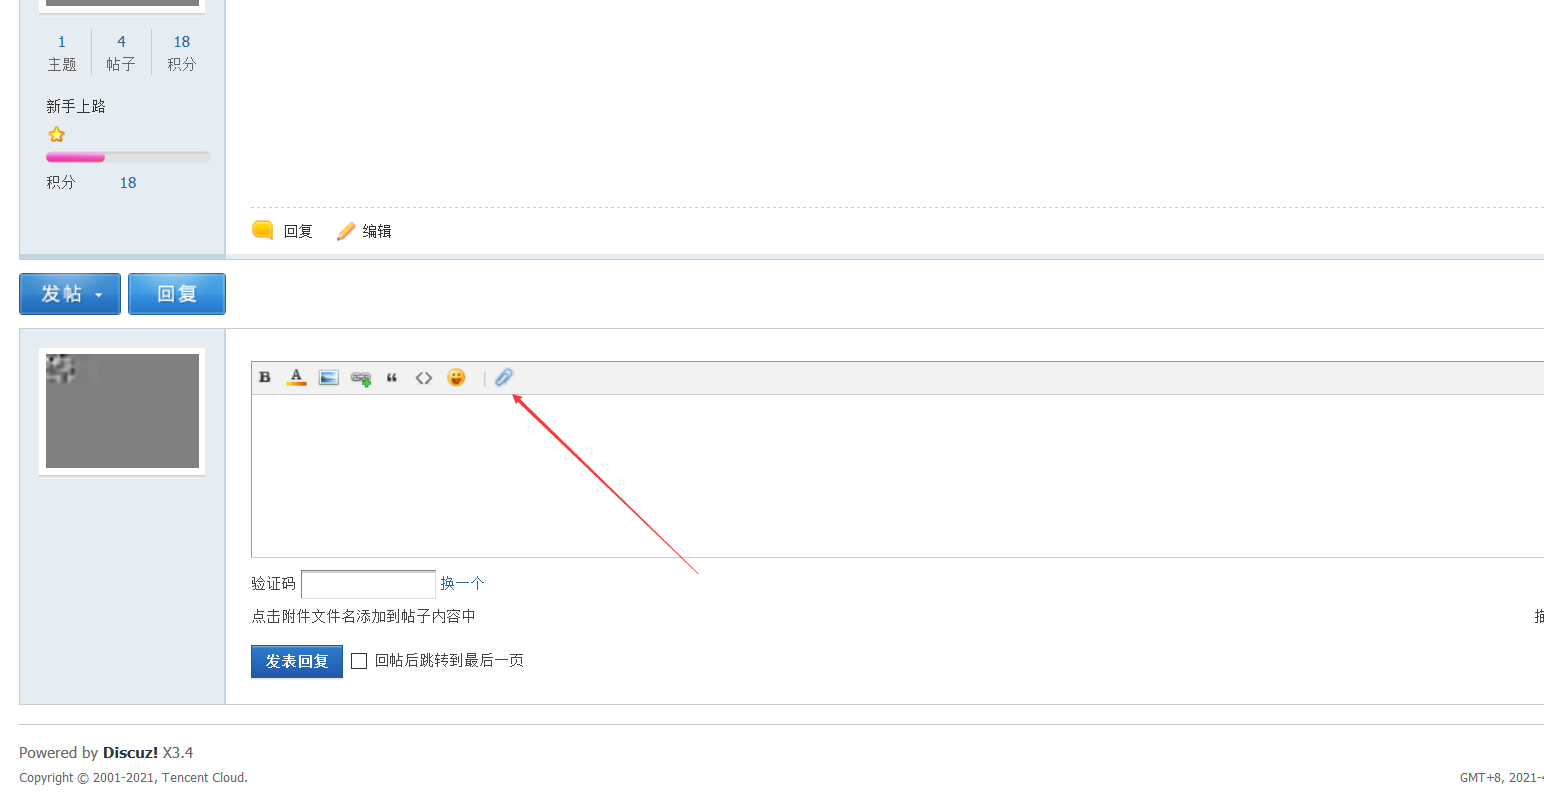 1 4 18
主题 帖子 积分
新手上路
积分 18
回复 编辑
发帖 回复
B A “ <> |
验证码 换一个
点击附件文件名添加到帖子内容中
发表回复 回帖后跳转到最后一页
Powered by Discuz! X3.4
Copyright © 2001-2021, Tencent Cloud.
GMT+8, 2021-